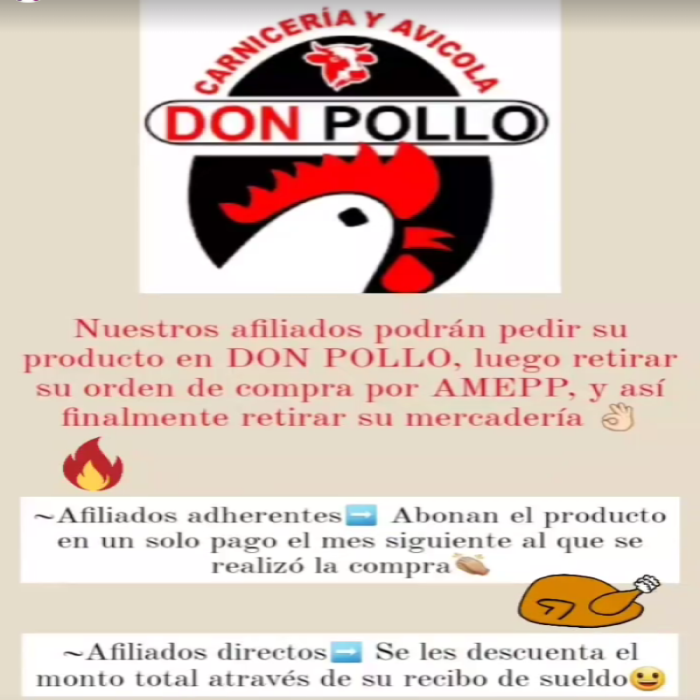 CARNICERÍA Y AVICOLA
DON POLLO
Nuestros afiliados podrán pedir su
producto en DON POLLO, luego retirar
su orden de compra por AMEPP, y así
finalmente retirar su mercadería 👌🏻
~Afiliados adherentes➡️ Abonan el producto
en un solo pago el mes siguiente al que se
realizó la compra👏🏼
~Afiliados directos➡️ Se les descuenta el
monto total através de su recibo de sueldo😀